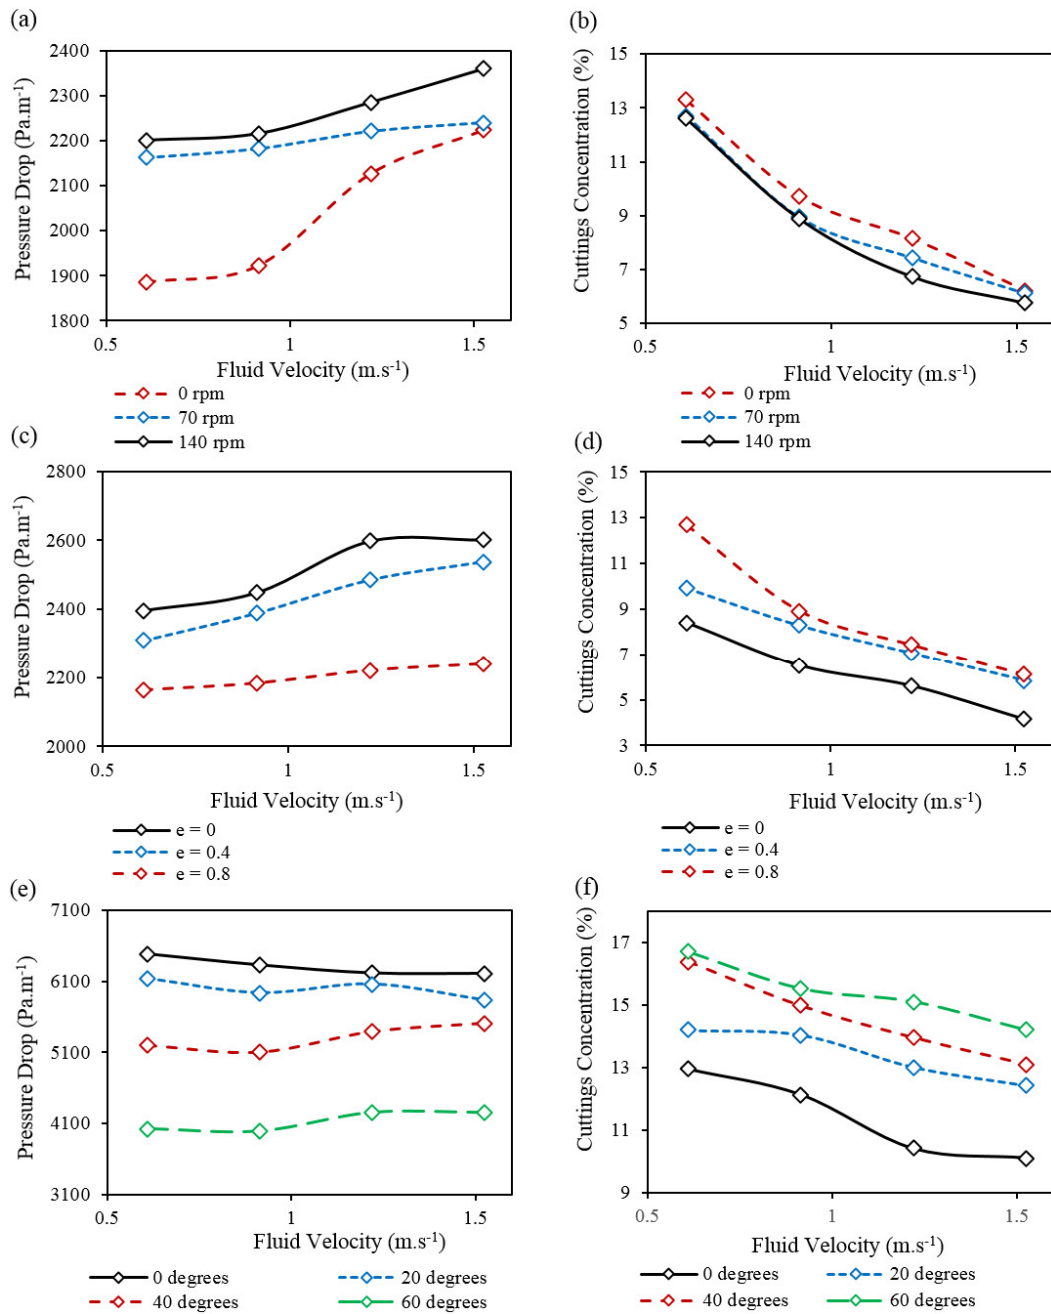 (a)
Pressure Drop (Pa.m⁻¹)
2400
2300
2200
2100
2000
1900
1800
0.5
1
1.5
Fluid Velocity (m.s⁻¹)
0 rpm
70 rpm
140 rpm
(b)
Cuttings Concentration (%)
15
13
11
9
7
5
0.5
1
1.5
Fluid Velocity (m.s⁻¹)
0 rpm
70 rpm
140 rpm
(c)
Pressure Drop (Pa.m⁻¹)
2800
2600
2400
2200
2000
0.5
1
1.5
Fluid Velocity (m.s⁻¹)
e = 0
e = 0.4
e = 0.8
(d)
Cuttings Concentration (%)
15
13
11
9
7
5
3
0.5
1
1.5
Fluid Velocity (m.s⁻¹)
e = 0
e = 0.4
e = 0.8
(e)
Pressure Drop (Pa.m⁻¹)
7100
6100
5100
4100
3100
0.5
1
1.5
Fluid Velocity (m.s⁻¹)
0 degrees
20 degrees
40 degrees
60 degrees
(f)
Cuttings Concentration (%)
17
15
13
11
9
0.5
1
1.5
Fluid Velocity (m.s⁻¹)
0 degrees
20 degrees
40 degrees
60 degrees